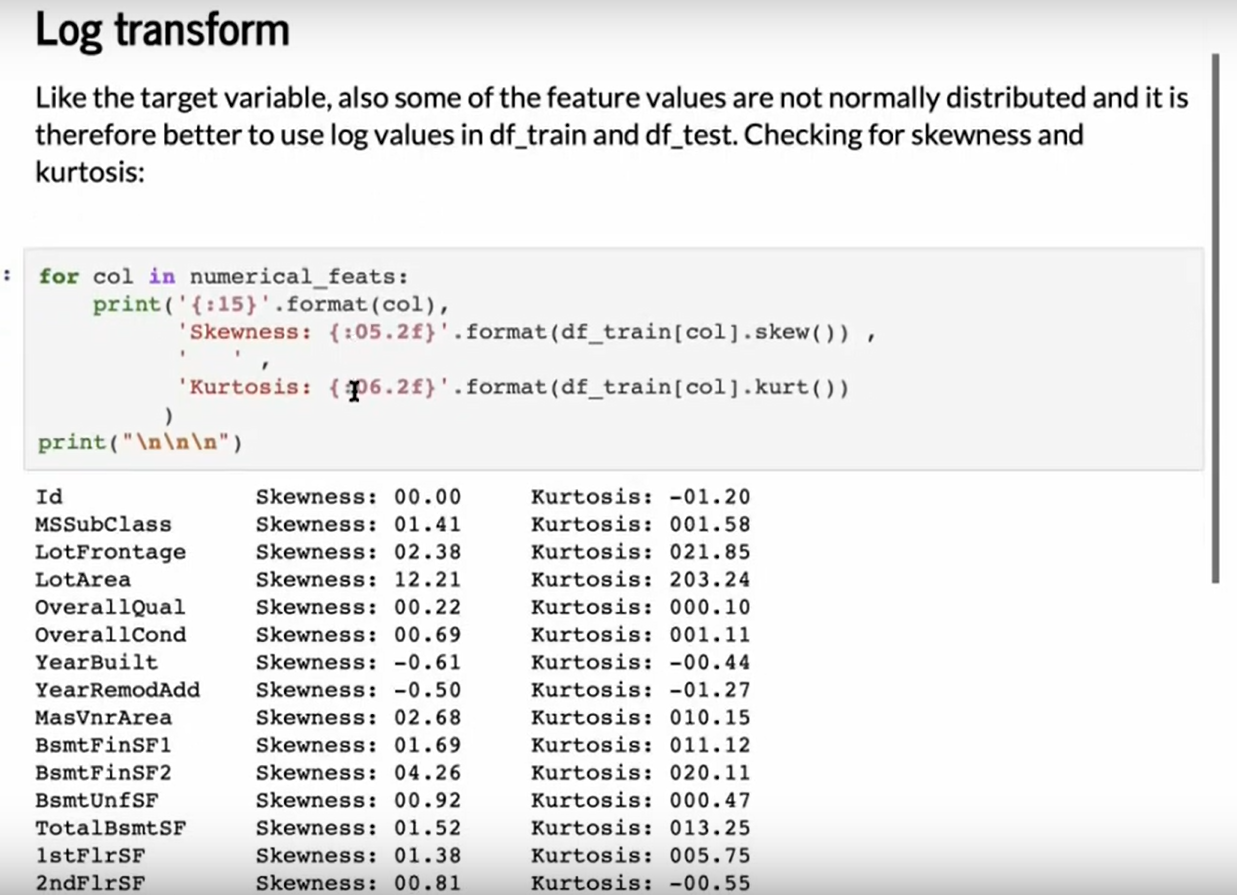 Log transform
Like the target variable, also some of the feature values are not normally distributed and it is
therefore better to use log values in df_train and df_test. Checking for skewness and
kurtosis:
:
for col in numerical_feats:
    print('{:15}'.format(col),
          'Skewness: {:05.2f}'.format(df_train[col].skew()) ,
          '   ' ,
          'Kurtosis: {:06.2f}'.format(df_train[col].kurt())
         )
print("\n\n\n")
Id              Skewness: 00.00     Kurtosis: -01.20
MSSubClass      Skewness: 01.41     Kurtosis: 001.58
LotFrontage     Skewness: 02.38     Kurtosis: 021.85
LotArea         Skewness: 12.21     Kurtosis: 203.24
OverallQual     Skewness: 00.22     Kurtosis: 000.10
OverallCond     Skewness: 00.69     Kurtosis: 001.11
YearBuilt       Skewness: -0.61     Kurtosis: -00.44
YearRemodAdd    Skewness: -0.50     Kurtosis: -01.27
MasVnrArea      Skewness: 02.68     Kurtosis: 010.15
BsmtFinSF1      Skewness: 01.69     Kurtosis: 011.12
BsmtFinSF2      Skewness: 04.26     Kurtosis: 020.11
BsmtUnfSF       Skewness: 00.92     Kurtosis: 000.47
TotalBsmtSF     Skewness: 01.52     Kurtosis: 013.25
1stFlrSF        Skewness: 01.38     Kurtosis: 005.75
2ndFlrSF        Skewness: 00.81     Kurtosis: -00.55